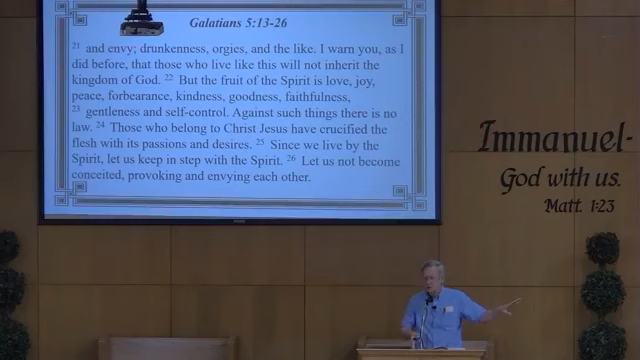 Galatians 5:13-26
21 and envy; drunkenness, orgies, and the like. I warn you, as I
did before, that those who live like this will not inherit the
kingdom of God. 22 But the fruit of the Spirit is love, joy,
peace, forbearance, kindness, goodness, faithfulness,
23 gentleness and self-control. Against such things there is no
law. 24 Those who belong to Christ Jesus have crucified the
flesh with its passions and desires. 25 Since we live by the
Spirit, let us keep in step with the Spirit. 26 Let us not become
conceited, provoking and envying each other.
Immanuel-
God with us.
Matt. 1:23